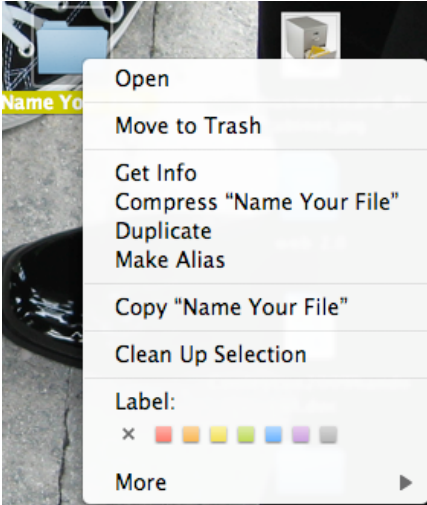 Name Yo
Open
Move to Trash
Get Info
Compress “Name Your File”
Duplicate
Make Alias
Copy “Name Your File”
Clean Up Selection
Label:
×
More